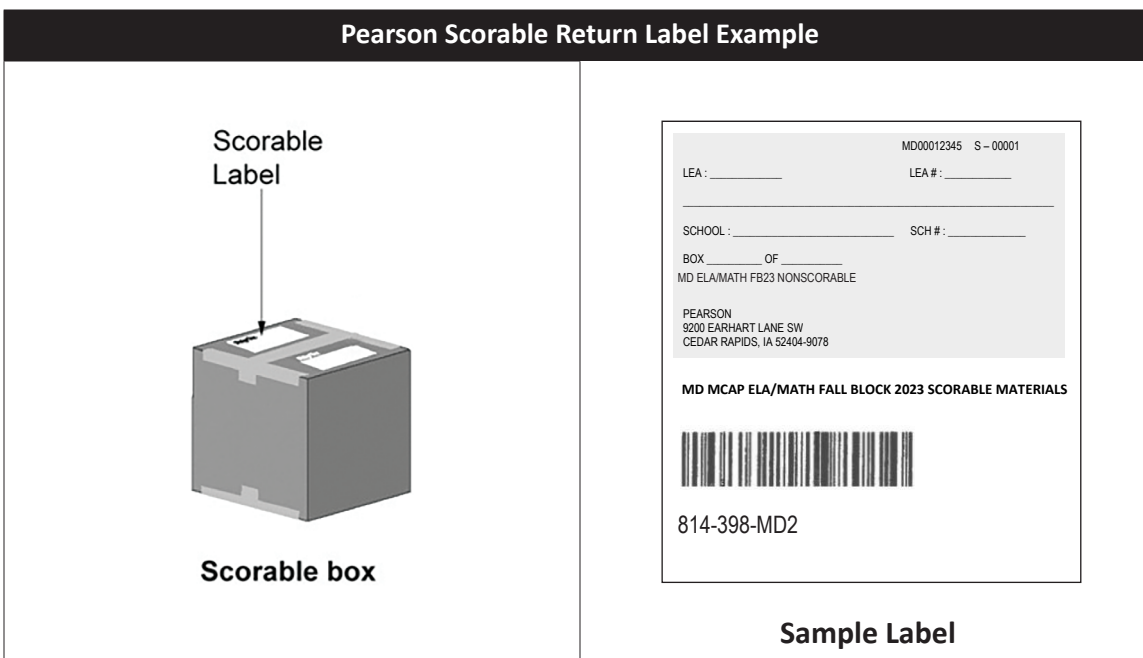 Pearson Scorable Return Label Example
Scorable
Label
Scorable box
MD00012345 S – 00001
LEA : ____________ LEA # : ___________
______________________________________________________________
SCHOOL : ___________________________ SCH # : _____________
BOX _________ OF __________
MD ELA/MATH FB23 NONSCORABLE
PEARSON
9200 EARHART LANE SW
CEDAR RAPIDS, IA 52404-9078
MD MCAP ELA/MATH FALL BLOCK 2023 SCORABLE MATERIALS
814-398-MD2
Sample Label